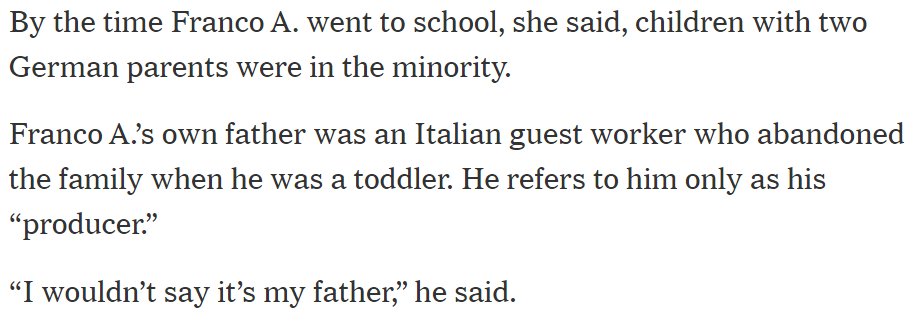 By the time Franco A. went to school, she said, children with two
German parents were in the minority.
Franco A.’s own father was an Italian guest worker who abandoned
the family when he was a toddler. He refers to him only as his
“producer.”
“I wouldn’t say it’s my father,” he said.